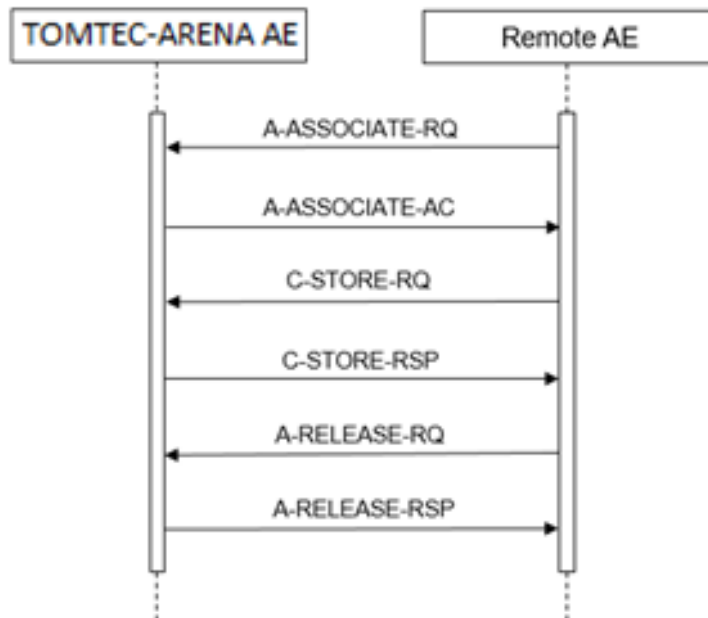 TOMTEC-ARENA AE
Remote AE
A-ASSOCIATE-RQ
A-ASSOCIATE-AC
C-STORE-RQ
C-STORE-RSP
A-RELEASE-RQ
A-RELEASE-RSP